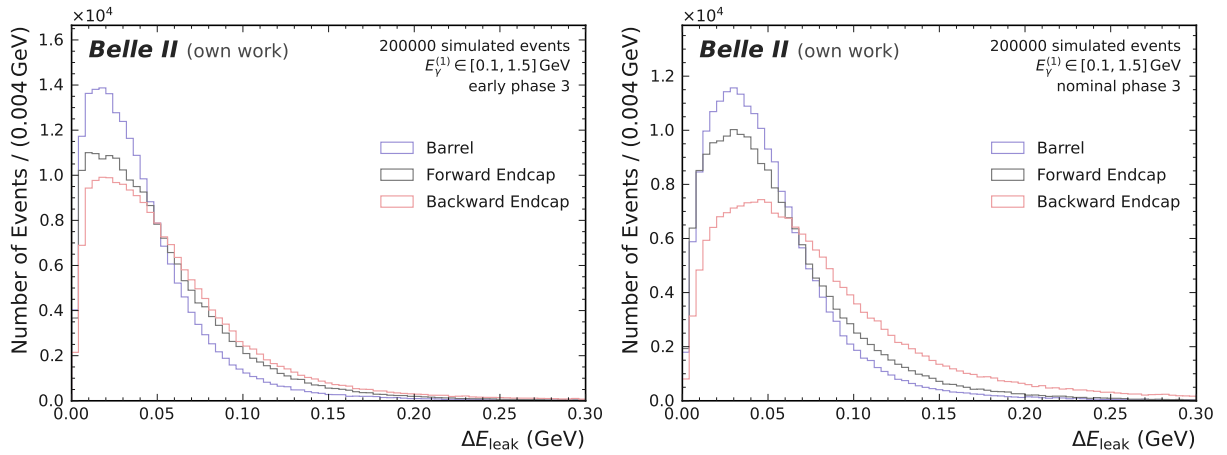 ×10⁴
Belle II (own work)
200000 simulated events
E_γ^(1) ∈ [0.1, 1.5] GeV
early phase 3
Barrel
Forward Endcap
Backward Endcap
Number of Events / (0.004 GeV)
1.6
1.4
1.2
1.0
0.8
0.6
0.4
0.2
0.0
0.00 0.05 0.10 0.15 0.20 0.25 0.30
ΔE_leak (GeV)
×10⁴
Belle II (own work)
200000 simulated events
E_γ^(1) ∈ [0.1, 1.5] GeV
nominal phase 3
Barrel
Forward Endcap
Backward Endcap
Number of Events / (0.004 GeV)
1.2
1.0
0.8
0.6
0.4
0.2
0.0
0.00 0.05 0.10 0.15 0.20 0.25 0.30
ΔE_leak (GeV)